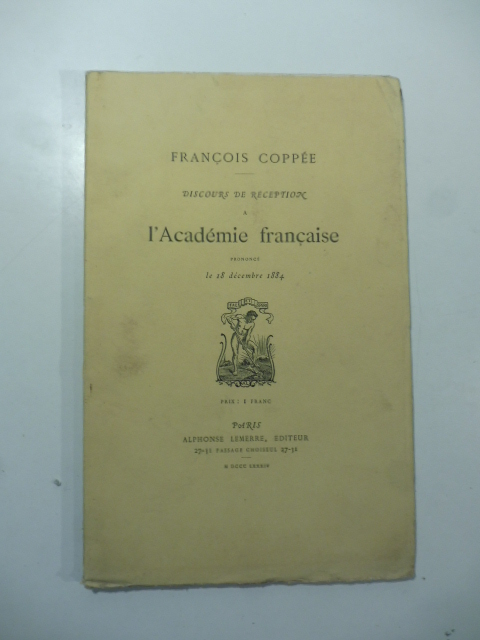 FRANÇOIS COPPÉE
DISCOURS DE RÉCEPTION
A
l'Académie française
PRONONCÉ
le 18 décembre 1884
PRIX : 1 FRANC
PARIS
ALPHONSE LEMERRE, EDITEUR
27-31 PASSAGE CHOISEUL 27-31
M DCCC LXXXIV